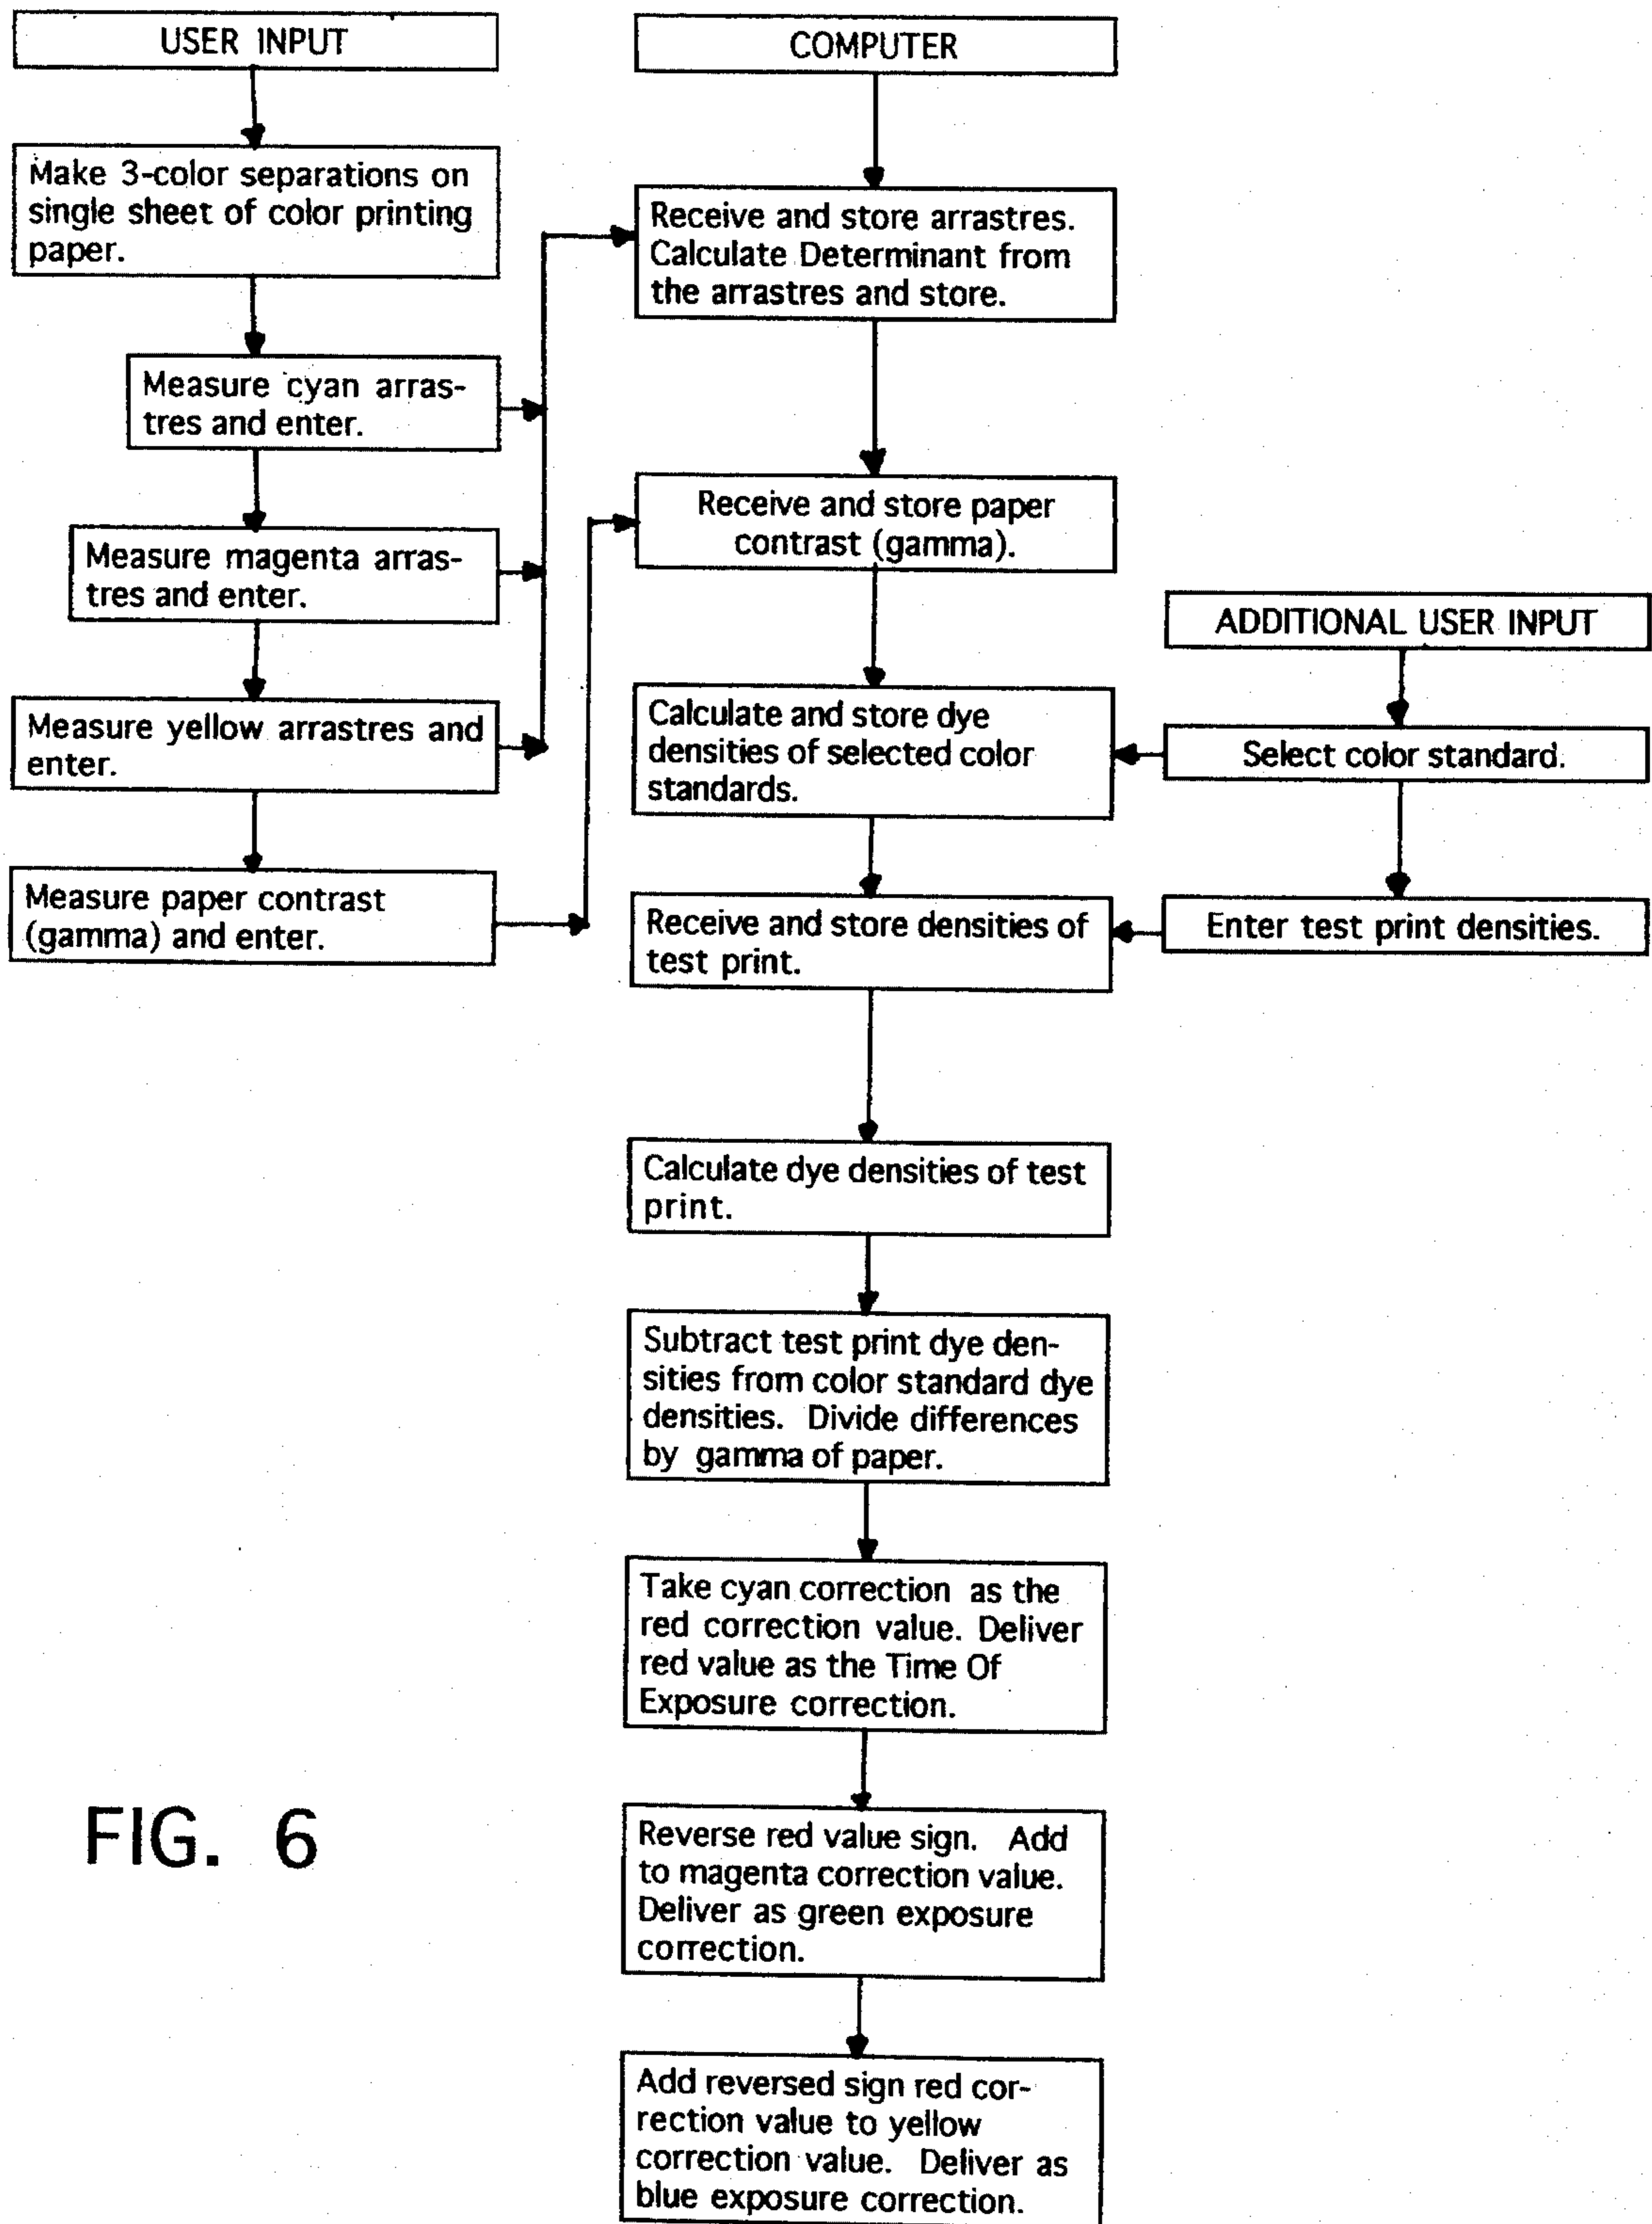 USER INPUT
Make 3-color separations on
single sheet of color printing
paper.
Measure cyan arras-
tres and enter.
Measure magenta arras-
tres and enter.
Measure yellow arrastres and
enter.
Measure paper contrast
(gamma) and enter.
COMPUTER
Receive and store arrastres.
Calculate Determinant from
the arrastres and store.
Receive and store paper
contrast (gamma).
Calculate and store dye
densities of selected color
standards.
Receive and store densities of
test print.
ADDITIONAL USER INPUT
Select color standard.
Enter test print densities.
Calculate dye densities of test
print.
Subtract test print dye den-
sities from color standard dye
densities. Divide differences
by gamma of paper.
Take cyan correction as the
red correction value. Deliver
red value as the Time Of
Exposure correction.
Reverse red value sign. Add
to magenta correction value.
Deliver as green exposure
correction.
Add reversed sign red cor-
rection value to yellow
correction value. Deliver as
blue exposure correction.
FIG. 6